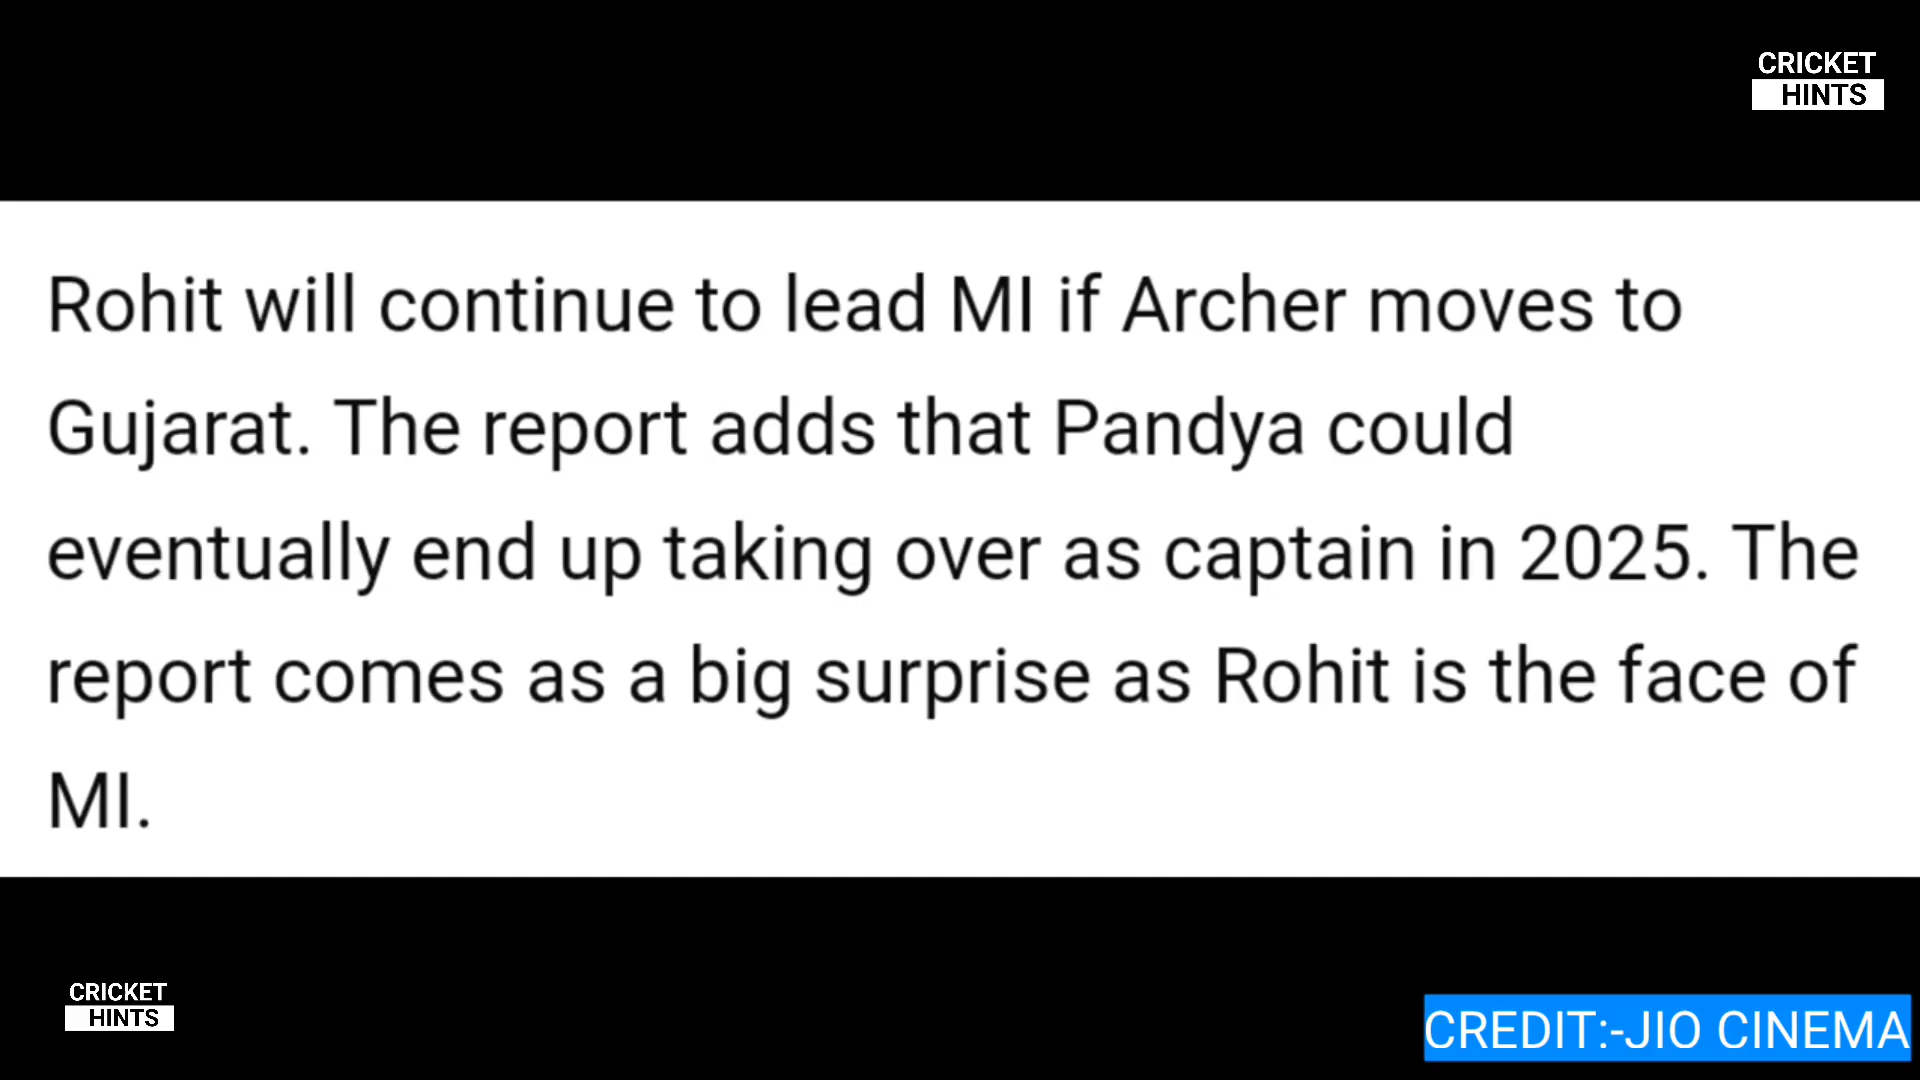 CRICKET
HINTS
Rohit will continue to lead MI if Archer moves to
Gujarat. The report adds that Pandya could
eventually end up taking over as captain in 2025. The
report comes as a big surprise as Rohit is the face of
MI.
CRICKET
HINTS
CREDIT:-JIO CINEMA